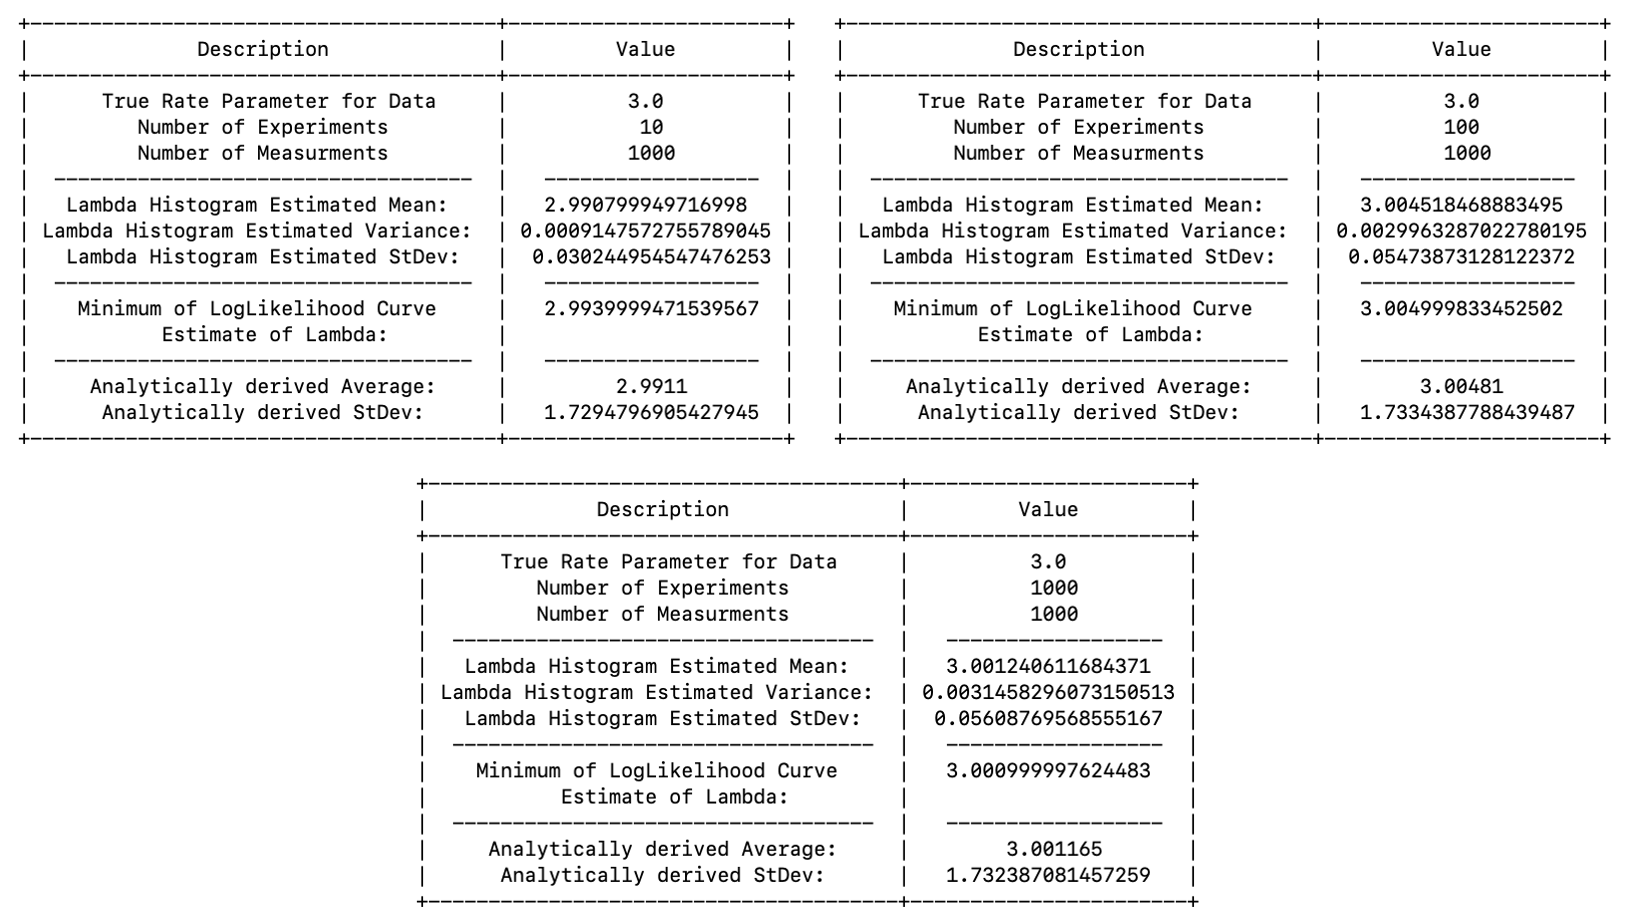 Description Value
True Rate Parameter for Data 3.0
Number of Experiments 10
Number of Measurments 1000
Lambda Histogram Estimated Mean: 2.990799949716998
Lambda Histogram Estimated Variance: 0.0009147572755789045
Lambda Histogram Estimated StDev: 0.030244954547476253
Minimum of LogLikelihood Curve 2.9939999471539567
Estimate of Lambda:
Analytically derived Average: 2.9911
Analytically derived StDev: 1.7294796905427945
Description Value
True Rate Parameter for Data 3.0
Number of Experiments 100
Number of Measurments 1000
Lambda Histogram Estimated Mean: 3.004518468883495
Lambda Histogram Estimated Variance: 0.0029963287022780195
Lambda Histogram Estimated StDev: 0.05473873128122372
Minimum of LogLikelihood Curve 3.004999833452502
Estimate of Lambda:
Analytically derived Average: 3.00481
Analytically derived StDev: 1.7334387788439487
Description Value
True Rate Parameter for Data 3.0
Number of Experiments 1000
Number of Measurments 1000
Lambda Histogram Estimated Mean: 3.001240611684371
Lambda Histogram Estimated Variance: 0.0031458296073150513
Lambda Histogram Estimated StDev: 0.05608769568555167
Minimum of LogLikelihood Curve 3.000999997624483
Estimate of Lambda:
Analytically derived Average: 3.001165
Analytically derived StDev: 1.732387081457259